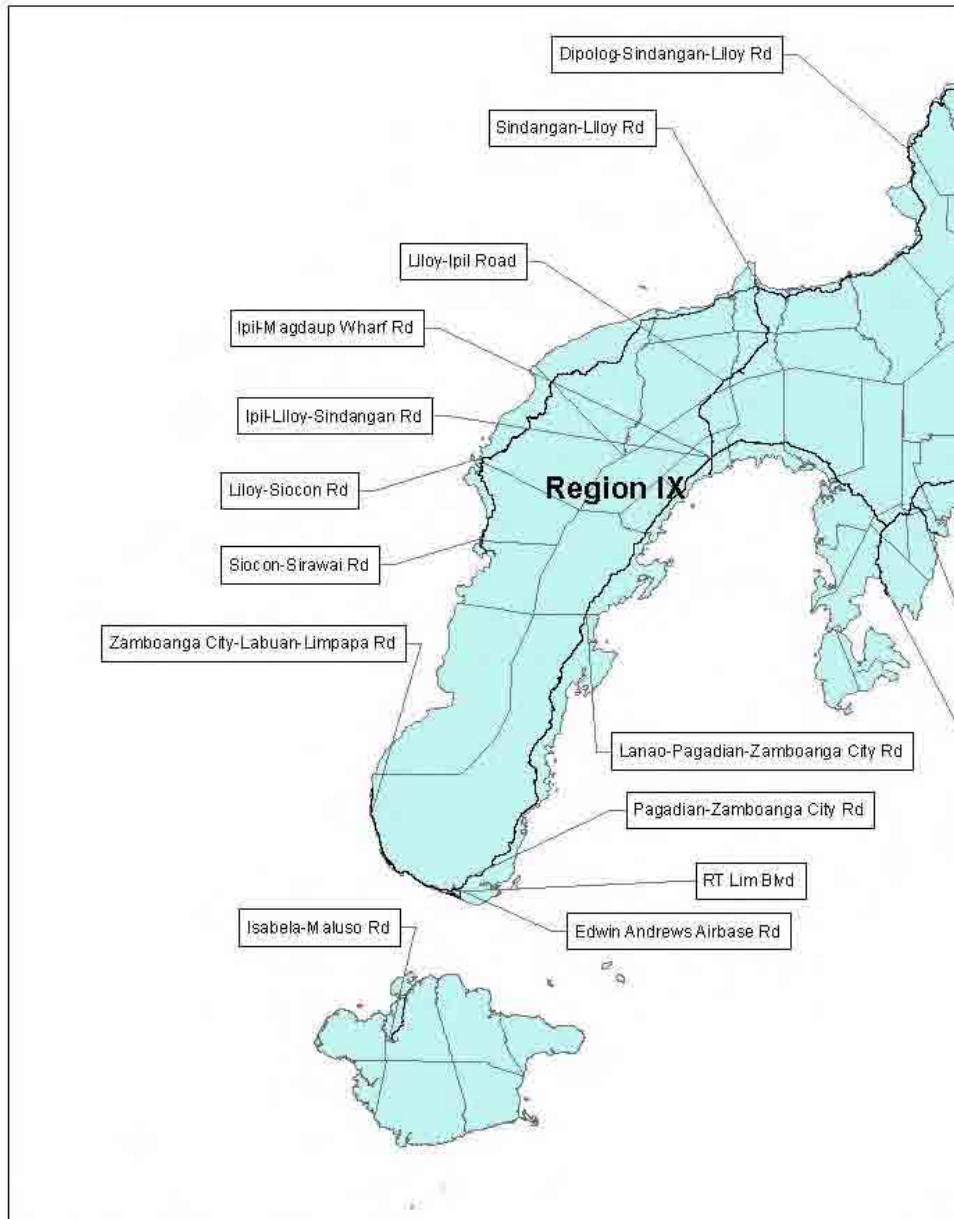 Dipolog-Sindangan-Liloy Rd
Sindangan-Liloy Rd
Liloy-Ipil Road
Ipil-Magdaup Wharf Rd
Ipil-Liloy-Sindangan Rd
Liloy-Siocon Rd
Region IX
Siocon-Sirawai Rd
Zamboanga City-Labuan-Limpapa Rd
Lanao-Pagadian-Zamboanga City Rd
Pagadian-Zamboanga City Rd
RT Lim Blvd
Isabela-Maluso Rd
Edwin Andrews Airbase Rd